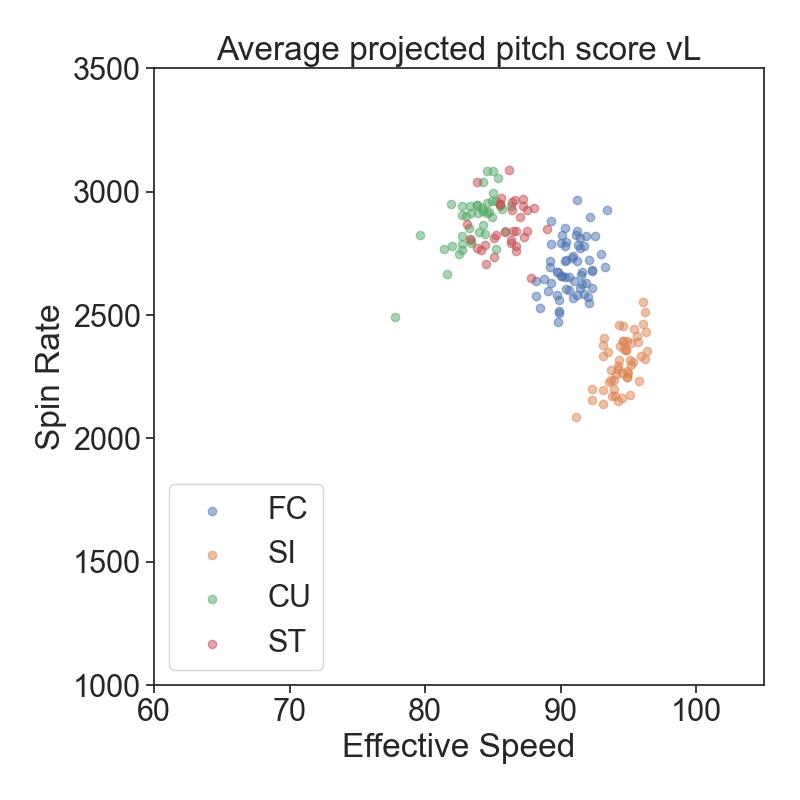 Average projected pitch score vL
3500
3000
2500
2000
1500
1000
Spin Rate
FC
SI
CU
ST
60 70 80 90 100
Effective Speed